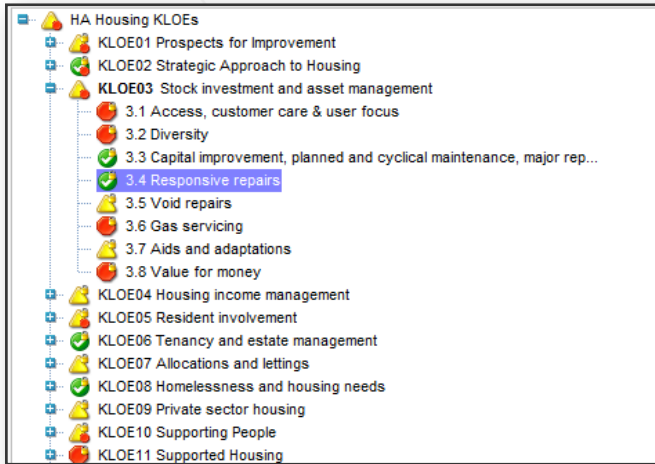 HA Housing KLOEs
KLOE01 Prospects for Improvement
KLOE02 Strategic Approach to Housing
KLOE03 Stock investment and asset management
3.1 Access, customer care & user focus
3.2 Diversity
3.3 Capital improvement, planned and cyclical maintenance, major rep...
3.4 Responsive repairs
3.5 Void repairs
3.6 Gas servicing
3.7 Aids and adaptations
3.8 Value for money
KLOE04 Housing income management
KLOE05 Resident involvement
KLOE06 Tenancy and estate management
KLOE07 Allocations and lettings
KLOE08 Homelessness and housing needs
KLOE09 Private sector housing
KLOE10 Supporting People
KLOE11 Supported Housing